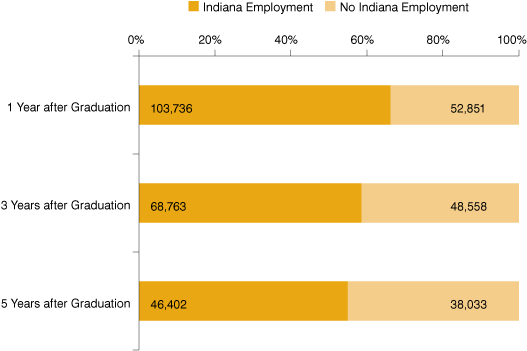 Indiana Employment No Indiana Employment
0% 20% 40% 60% 80% 100%
1 Year after Graduation 103,736 52,851
3 Years after Graduation 68,763 48,558
5 Years after Graduation 46,402 38,033